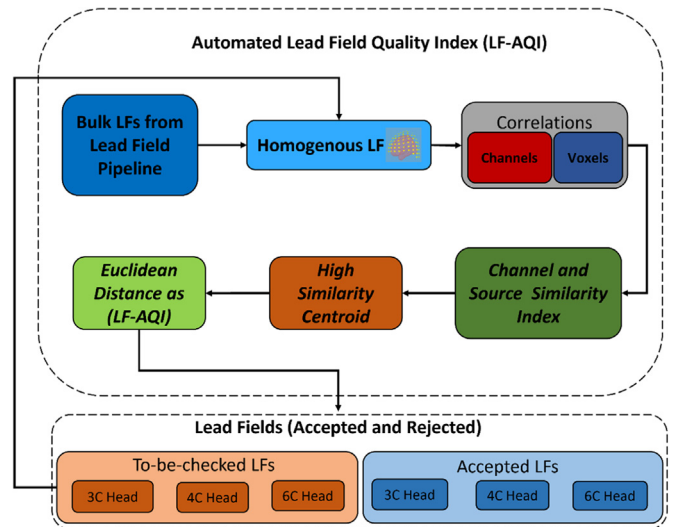 Automated Lead Field Quality Index (LF-AQI)
Bulk LFs from
Lead Field
Pipeline
Homogenous LF
Correlations
Channels
Voxels
Euclidean
Distance as
(LF-AQI)
High
Similarity
Centroid
Channel and
Source Similarity
Index
Lead Fields (Accepted and Rejected)
To-be-checked LFs
3C Head
4C Head
6C Head
Accepted LFs
3C Head
4C Head
6C Head